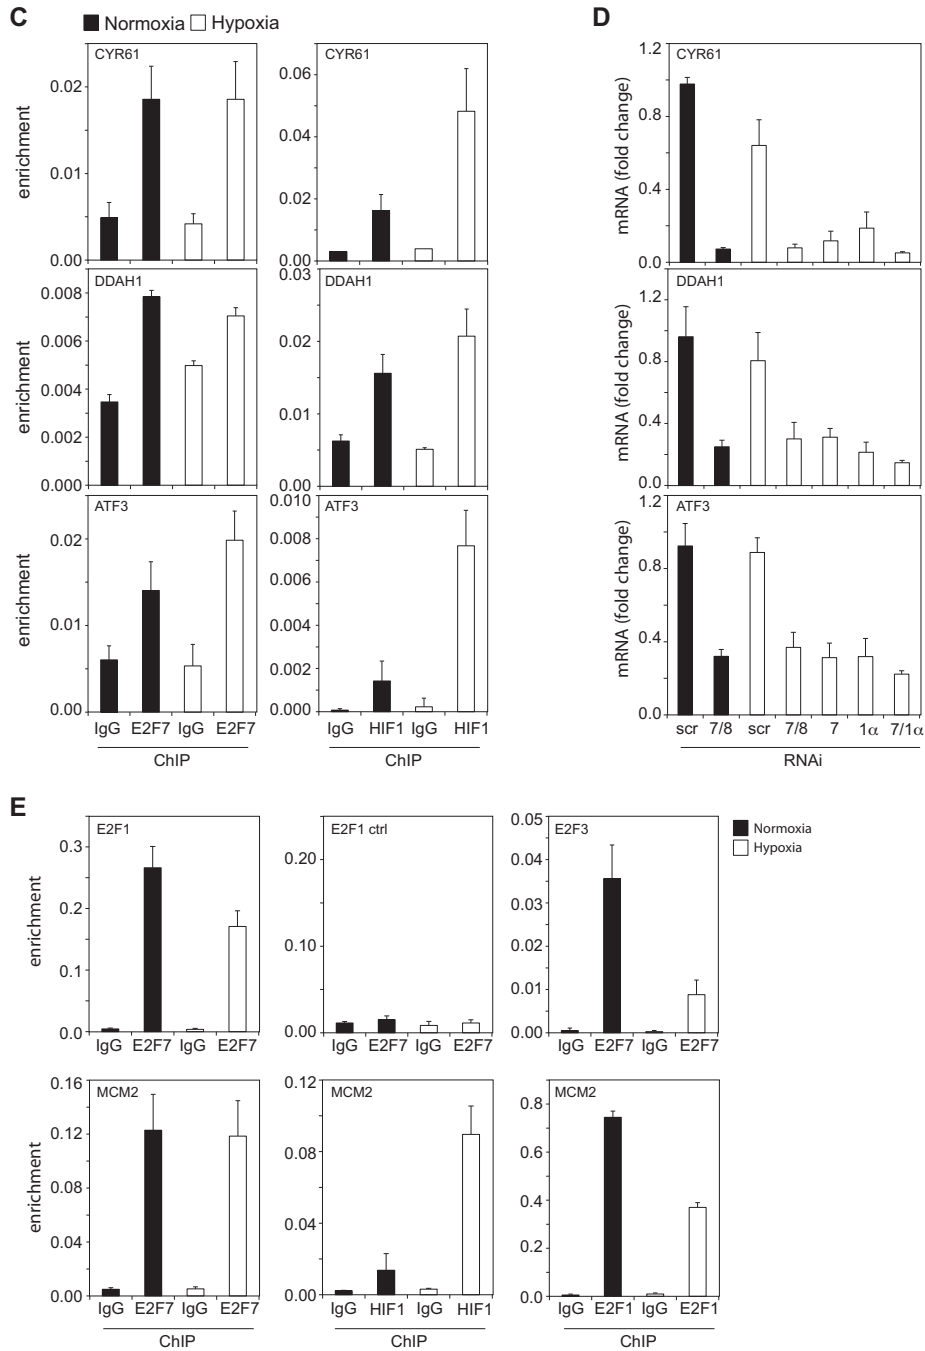 C
Normoxia Hypoxia
CYR61
enrichment
0.02
0.01
0.00
CYR61
0.06
0.04
0.02
0.00
DDAH1
enrichment
0.008
0.006
0.004
0.002
0.000
DDAH1
0.03
0.02
0.01
0.00
ATF3
enrichment
0.02
0.01
0.00
IgG E2F7 IgG E2F7
ChIP
ATF3
0.010
0.008
0.006
0.004
0.002
0.000
IgG HIF1 IgG HIF1
ChIP
D
CYR61
mRNA (fold change)
1.2
0.8
0.4
0.0
DDAH1
mRNA (fold change)
1.2
0.8
0.4
0.0
ATF3
mRNA (fold change)
1.2
0.8
0.4
0.0
scr 7/8 scr 7/8 7 1α 7/1α
RNAi
E
E2F1
enrichment
0.3
0.2
0.1
0.0
IgG E2F7 IgG E2F7
E2F1 ctrl
0.20
0.10
0.00
IgG E2F7 IgG E2F7
E2F3
0.05
0.04
0.03
0.02
0.01
0.00
IgG E2F7 IgG E2F7
Normoxia
Hypoxia
MCM2
enrichment
0.16
0.12
0.08
0.04
0.00
IgG E2F7 IgG E2F7
ChIP
MCM2
0.12
0.08
0.04
0.00
IgG HIF1 IgG HIF1
ChIP
MCM2
0.8
0.6
0.4
0.2
0.0
IgG E2F1 IgG E2F1
ChIP